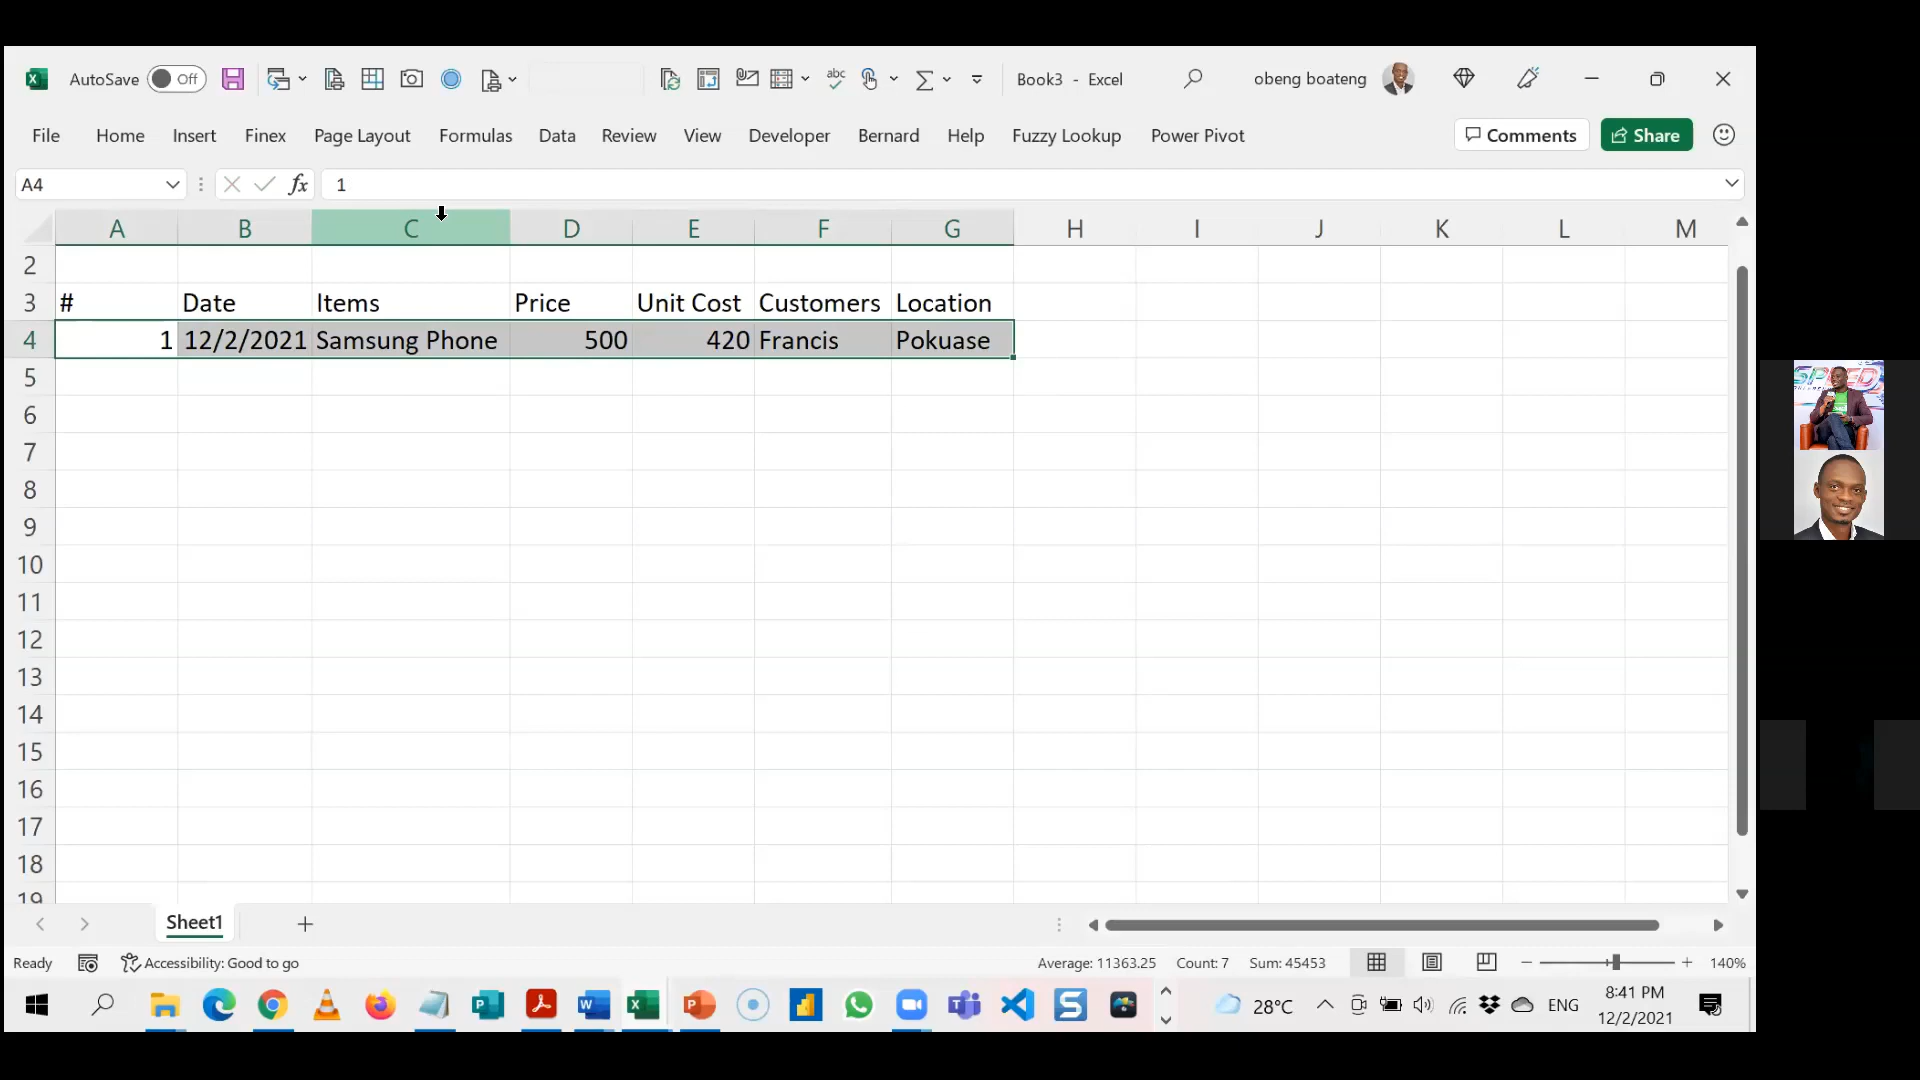 AutoSave Off Book3 - Excel obeng boateng
File Home Insert Finex Page Layout Formulas Data Review View Developer Bernard Help Fuzzy Lookup Power Pivot Comments Share
A4 fx 1
A B C D E F G H I J K L M
2
3 # Date Items Price Unit Cost Customers Location
4 1 12/2/2021 Samsung Phone 500 420 Francis Pokuase
5
6
7
8
9
10
11
12
13
14
15
16
17
18
19
Sheet1
Ready Accessibility: Good to go Average: 11363.25 Count: 7 Sum: 45453 140%
28°C ENG 8:41 PM
12/2/2021